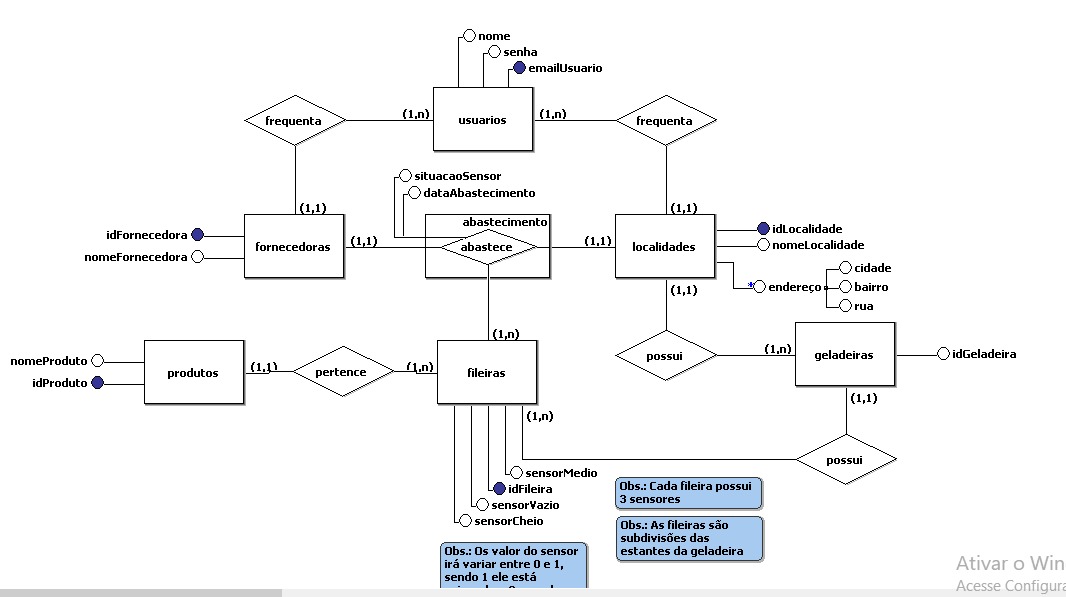 nome
senha
emailUsuario
frequenta
(1,n)
usuarios
(1,n)
frequenta
situacaoSensor
dataAbastecimento
(1,1)
(1,1)
abastecimento
idFornecedora
nomeFornecedora
fornecedoras
(1,1)
abastece
(1,1)
localidades
idLocalidade
nomeLocalidade
cidade
* endereço
bairro
rua
(1,1)
(1,n)
nomeProduto
idProduto
produtos
(1,1)
pertence
(1,n)
fileiras
possui
(1,n)
geladeiras
idGeladeira
(1,1)
(1,n)
possui
sensorMedio
idFileira
sensorVazio
sensorCheio
Obs.: Cada fileira possui
3 sensores
Obs.: As fileiras são
subdivisões das
estantes da geladeira
Obs.: Os valor do sensor
irá variar entre 0 e 1,
sendo 1 ele está
Ativar o Win
Acesse Configura